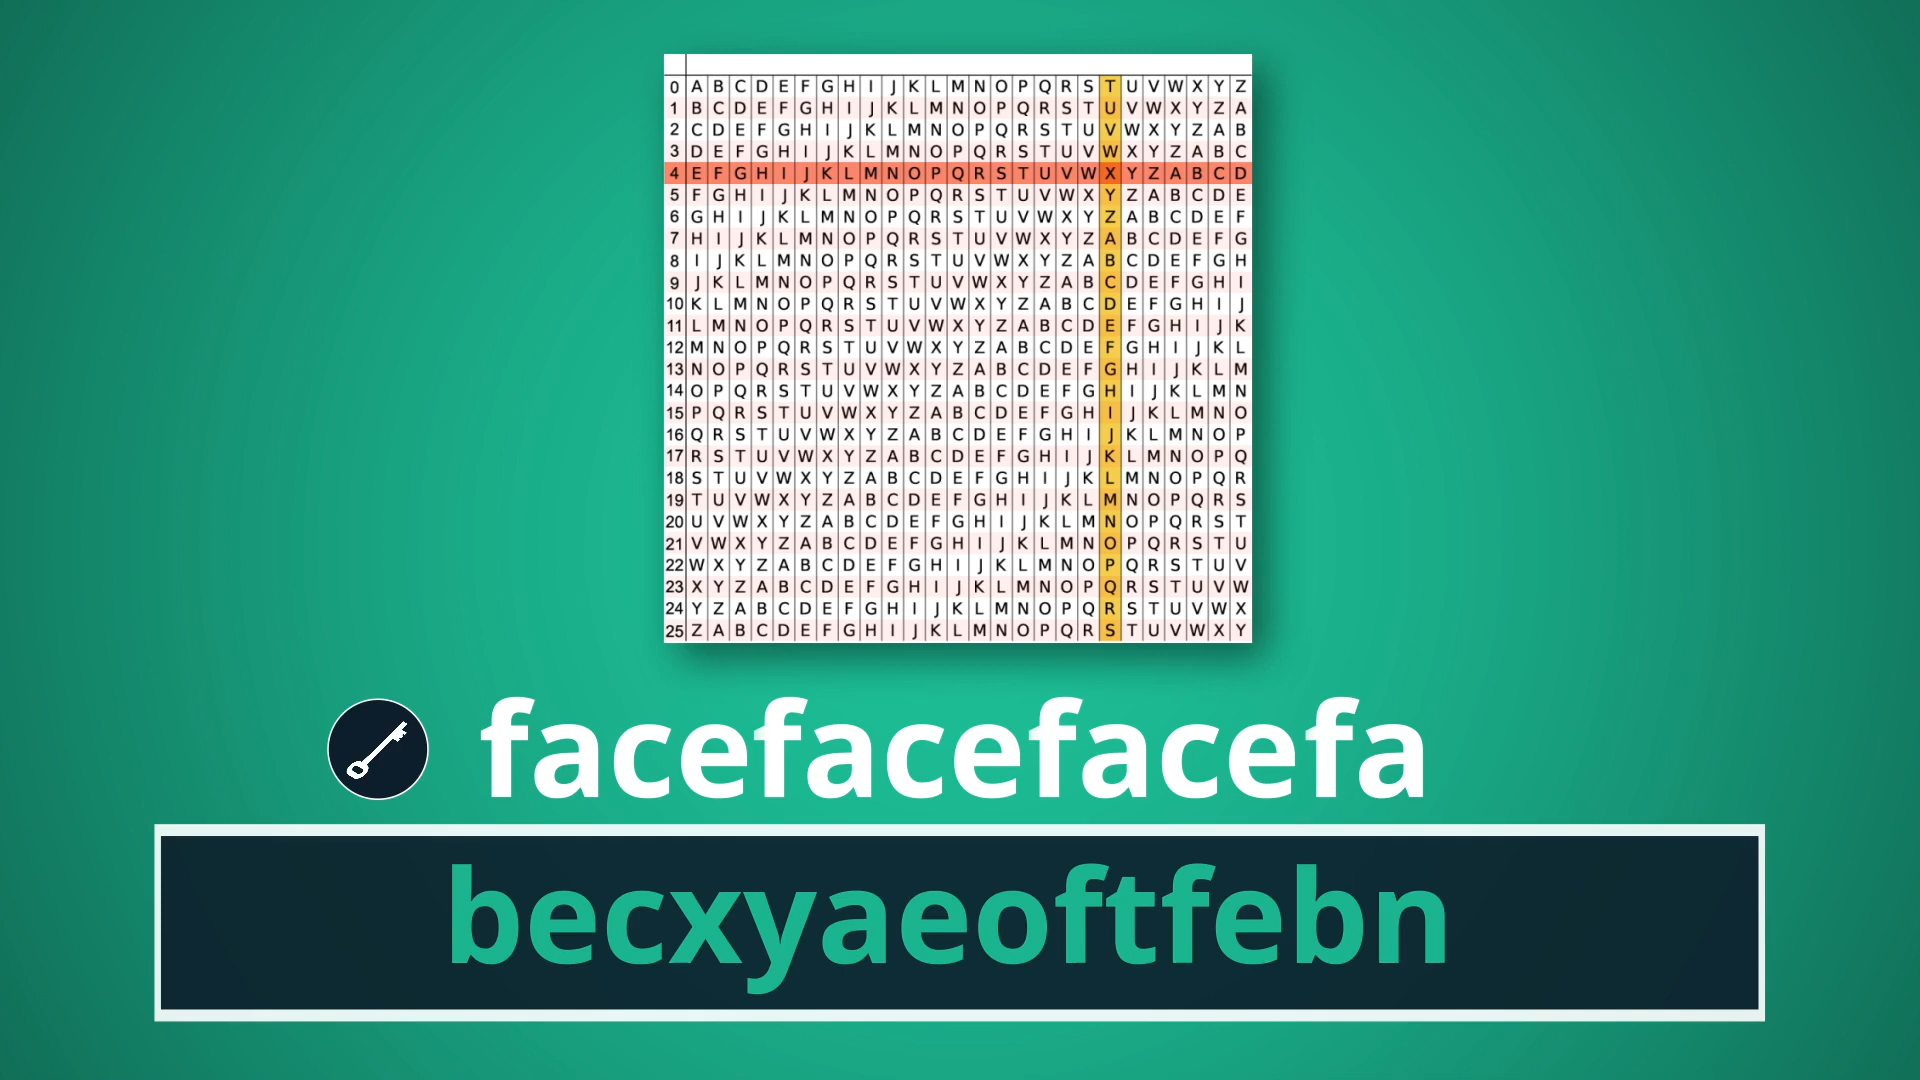 0 A B C D E F G H I J K L M N O P Q R S T U V W X Y Z
1 B C D E F G H I J K L M N O P Q R S T U V W X Y Z A
2 C D E F G H I J K L M N O P Q R S T U V W X Y Z A B
3 D E F G H I J K L M N O P Q R S T U V W X Y Z A B C
4 E F G H I J K L M N O P Q R S T U V W X Y Z A B C D
5 F G H I J K L M N O P Q R S T U V W X Y Z A B C D E
6 G H I J K L M N O P Q R S T U V W X Y Z A B C D E F
7 H I J K L M N O P Q R S T U V W X Y Z A B C D E F G
8 I J K L M N O P Q R S T U V W X Y Z A B C D E F G H
9 J K L M N O P Q R S T U V W X Y Z A B C D E F G H I
10 K L M N O P Q R S T U V W X Y Z A B C D E F G H I J
11 L M N O P Q R S T U V W X Y Z A B C D E F G H I J K
12 M N O P Q R S T U V W X Y Z A B C D E F G H I J K L
13 N O P Q R S T U V W X Y Z A B C D E F G H I J K L M
14 O P Q R S T U V W X Y Z A B C D E F G H I J K L M N
15 P Q R S T U V W X Y Z A B C D E F G H I J K L M N O
16 Q R S T U V W X Y Z A B C D E F G H I J K L M N O P
17 R S T U V W X Y Z A B C D E F G H I J K L M N O P Q
18 S T U V W X Y Z A B C D E F G H I J K L M N O P Q R
19 T U V W X Y Z A B C D E F G H I J K L M N O P Q R S
20 U V W X Y Z A B C D E F G H I J K L M N O P Q R S T
21 V W X Y Z A B C D E F G H I J K L M N O P Q R S T U
22 W X Y Z A B C D E F G H I J K L M N O P Q R S T U V
23 X Y Z A B C D E F G H I J K L M N O P Q R S T U V W
24 Y Z A B C D E F G H I J K L M N O P Q R S T U V W X
25 Z A B C D E F G H I J K L M N O P Q R S T U V W X Y
facefacefacefa
becxyaeoftfebn